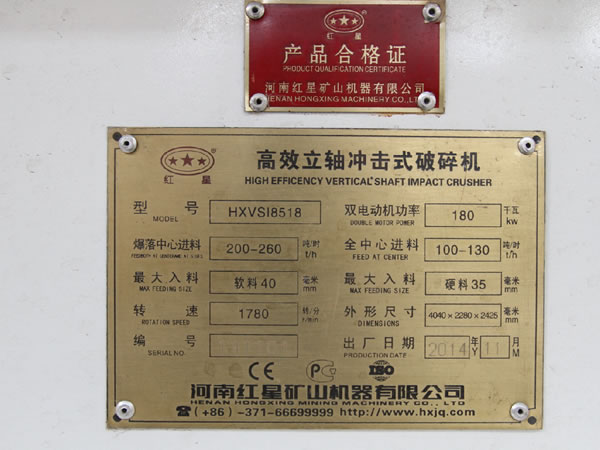 红 星
产品合格证
PRODUCT QUALIFICATION CERTIFICATE
河南红星矿山机器有限公司
HENAN HONGXING MACHINERY CO.,LTD
红 星
高效立轴冲击式破碎机
HIGH EFFICENCY VERTICAL SHAFT IMPACT CRUSHER
型 号 HXVSI8518 双电动机功率 180 千瓦
MODEL DOUBLE MOTOR POWER kw
爆落中心进料 200-260 吨/时 全中心进料 100-130 吨/时
t/h FEED AT CENTER t/h
最大入料 软料40 毫米 最大入料 硬料35 毫米
MAX FEEDING SIZE mm MAX FEEDING SIZE mm
转 速 1780 转/分 外形尺寸 4040×2280×2425 毫米
ROTATION SPEED r/min DIMENSIONS mm
编 号 出厂日期 2014 年 11 月
SERIAL NO. PRODUCTION DATE Y M
CE ISO
河南红星矿山机器有限公司
HENAN HONGXING MINING MACHINERY CO., LTD
☎(+86)-371-66699999 http://www.hxjq.com